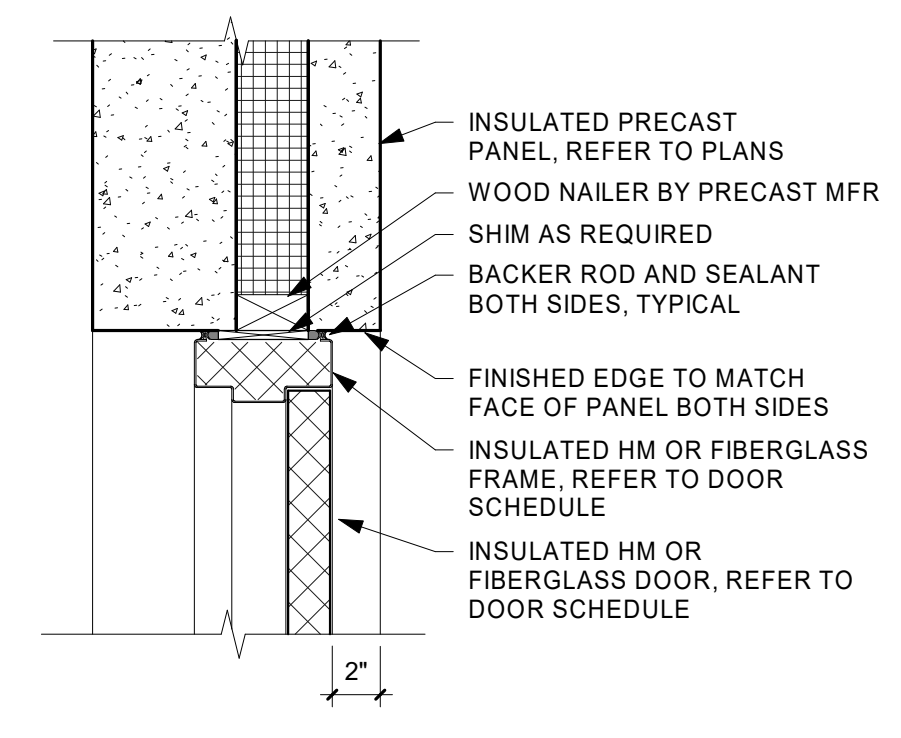 INSULATED PRECAST
PANEL, REFER TO PLANS
WOOD NAILER BY PRECAST MFR
SHIM AS REQUIRED
BACKER ROD AND SEALANT
BOTH SIDES, TYPICAL
FINISHED EDGE TO MATCH
FACE OF PANEL BOTH SIDES
INSULATED HM OR FIBERGLASS
FRAME, REFER TO DOOR
SCHEDULE
INSULATED HM OR
FIBERGLASS DOOR, REFER TO
DOOR SCHEDULE
2"